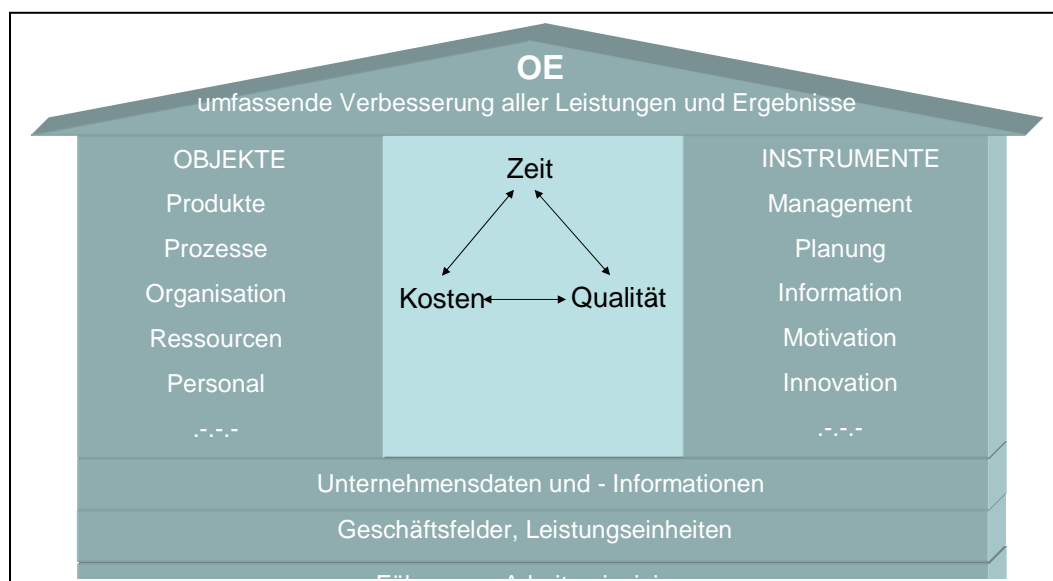 OE
umfassende Verbesserung aller Leistungen und Ergebnisse
OBJEKTE
Produkte
Prozesse
Organisation
Ressourcen
Personal
.-.-.-
Zeit
Kosten
Qualität
INSTRUMENTE
Management
Planung
Information
Motivation
Innovation
.-.-.-
Unternehmensdaten und - Informationen
Geschäftsfelder, Leistungseinheiten